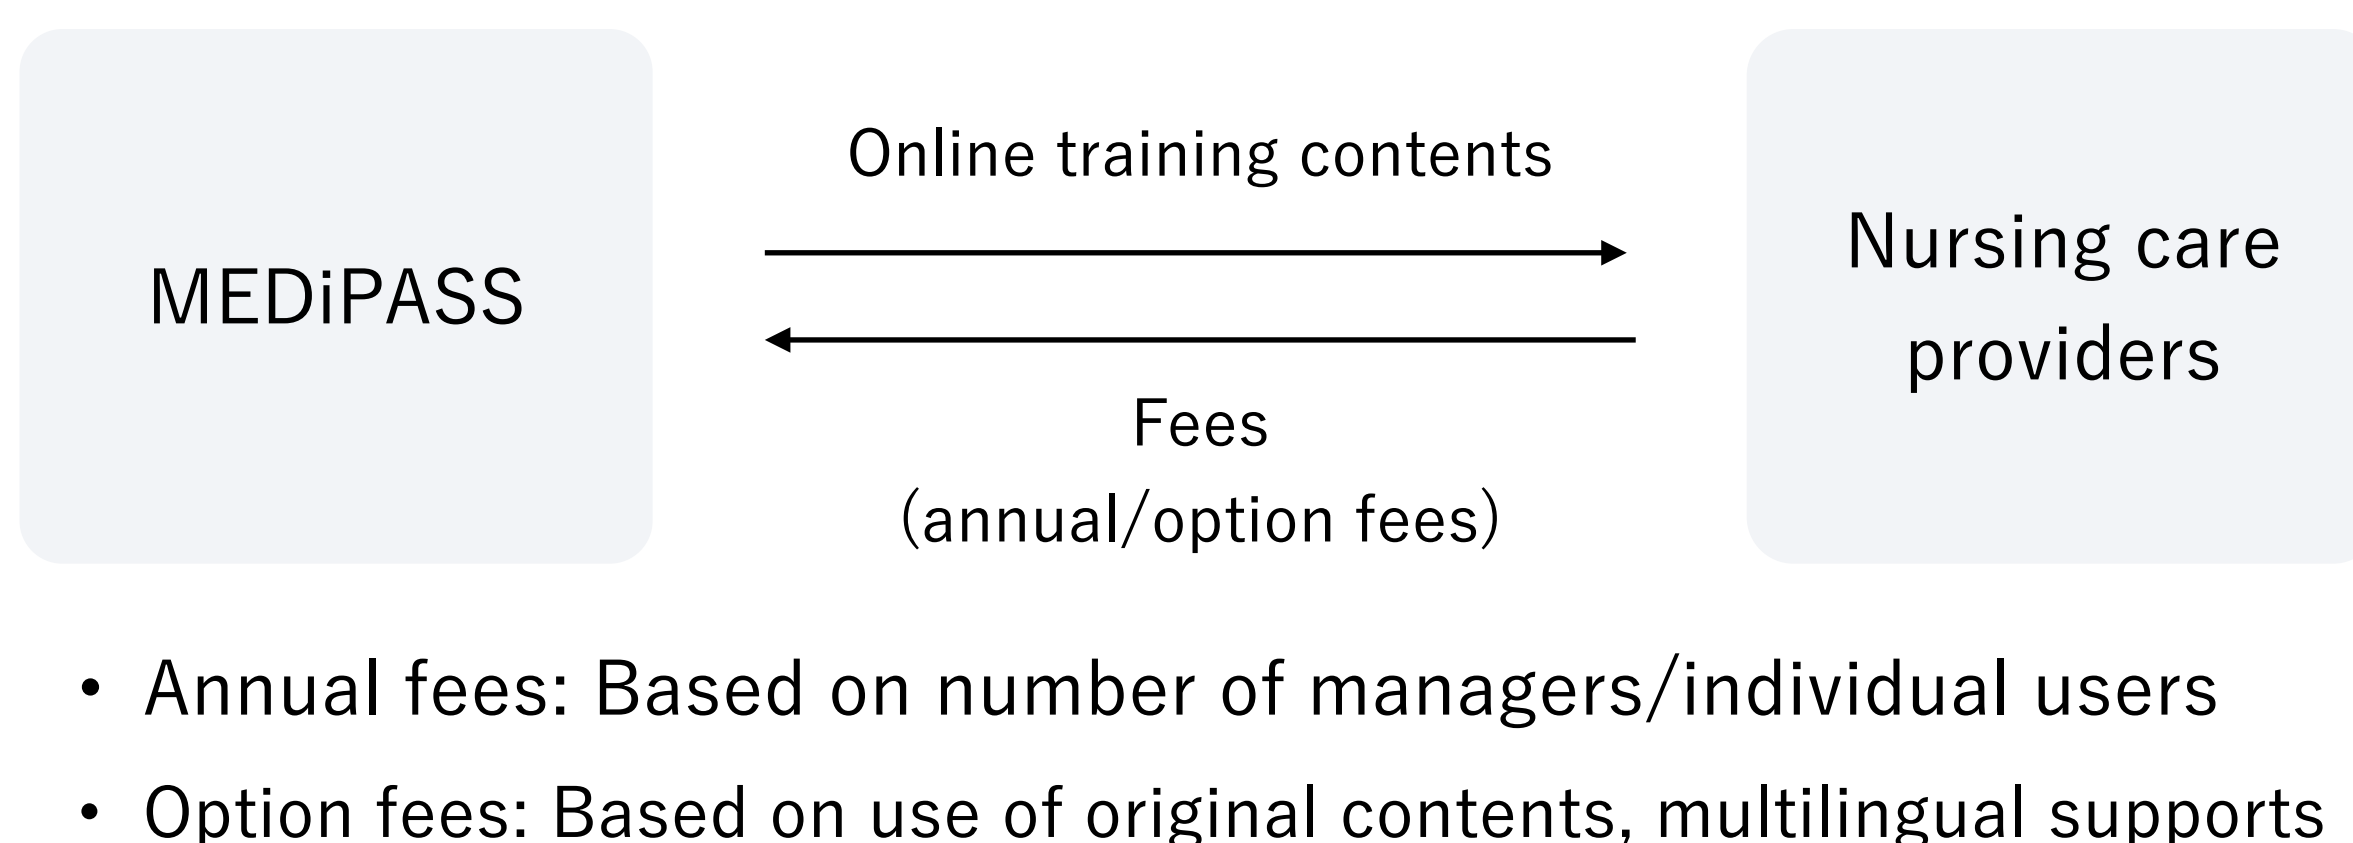 MEDiPASS
Online training contents
Fees
(annual/option fees)
Nursing care
providers
・ Annual fees: Based on number of managers/individual users
・ Option fees: Based on use of original contents, multilingual supports